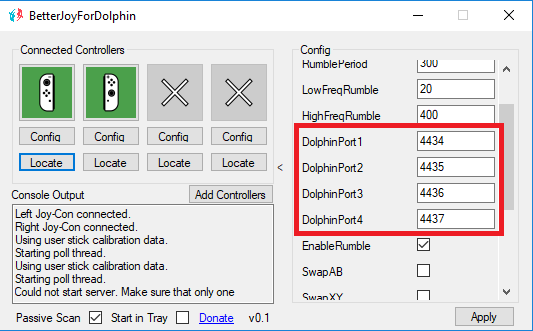 BetterJoyForDolphin
Connected Controllers
Config Config Config Config
Locate Locate Locate Locate
Console Output Add Controllers
Left Joy-Con connected.
Right Joy-Con connected.
Using user stick calibration data.
Starting poll thread.
Using user stick calibration data.
Starting poll thread.
Could not start server. Make sure that only one
Passive Scan Start in Tray Donate v0.1
<
Config
RumblePeriod 300
LowFreqRumble 20
HighFreqRumble 400
DolphinPort1 4434
DolphinPort2 4435
DolphinPort3 4436
DolphinPort4 4437
EnableRumble
SwapAB
SwapXY
Apply